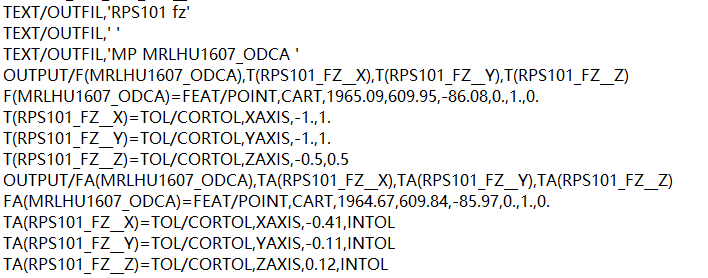 TEXT/OUTFIL,'RPS101 fz'
TEXT/OUTFIL,' '
TEXT/OUTFIL,'MP MRLHU1607_ODCA '
OUTPUT/F(MRLHU1607_ODCA),T(RPS101_FZ__X),T(RPS101_FZ__Y),T(RPS101_FZ__Z)
F(MRLHU1607_ODCA)=FEAT/POINT,CART,1965.09,609.95,-86.08,0.,1.,0.
T(RPS101_FZ__X)=TOL/CORTOL,XAXIS,-1.,1.
T(RPS101_FZ__Y)=TOL/CORTOL,YAXIS,-1.,1.
T(RPS101_FZ__Z)=TOL/CORTOL,ZAXIS,-0.5,0.5
OUTPUT/FA(MRLHU1607_ODCA),TA(RPS101_FZ__X),TA(RPS101_FZ__Y),TA(RPS101_FZ__Z)
FA(MRLHU1607_ODCA)=FEAT/POINT,CART,1964.67,609.84,-85.97,0.,1.,0.
TA(RPS101_FZ__X)=TOL/CORTOL,XAXIS,-0.41,INTOL
TA(RPS101_FZ__Y)=TOL/CORTOL,YAXIS,-0.11,INTOL
TA(RPS101_FZ__Z)=TOL/CORTOL,ZAXIS,0.12,INTOL